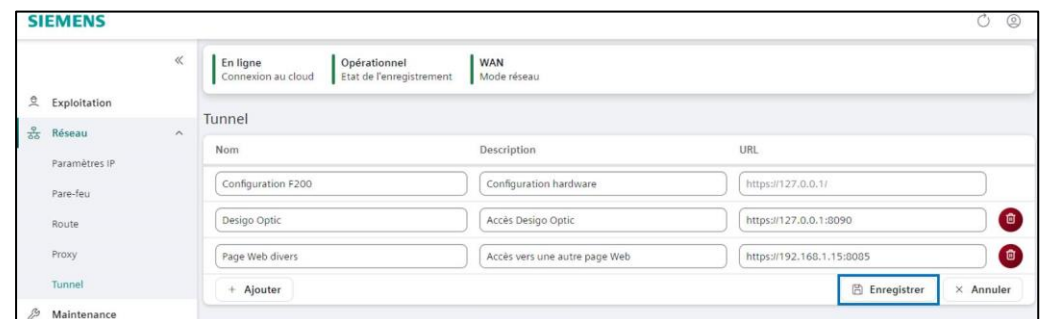 SIEMENS
En ligne
Connexion au cloud
Opérationnel
Etat de l'enregistrement
WAN
Mode réseau
Exploitation
Réseau
Paramètres IP
Pare-feu
Route
Proxy
Tunnel
Maintenance
Tunnel
Nom Description URL
Configuration F200 Configuration hardware https://127.0.0.1/
Desigo Optic Accès Desigo Optic https://127.0.0.1:8090
Page Web divers Accès vers une autre page Web https://192.168.1.15:8085
+ Ajouter Enregistrer × Annuler